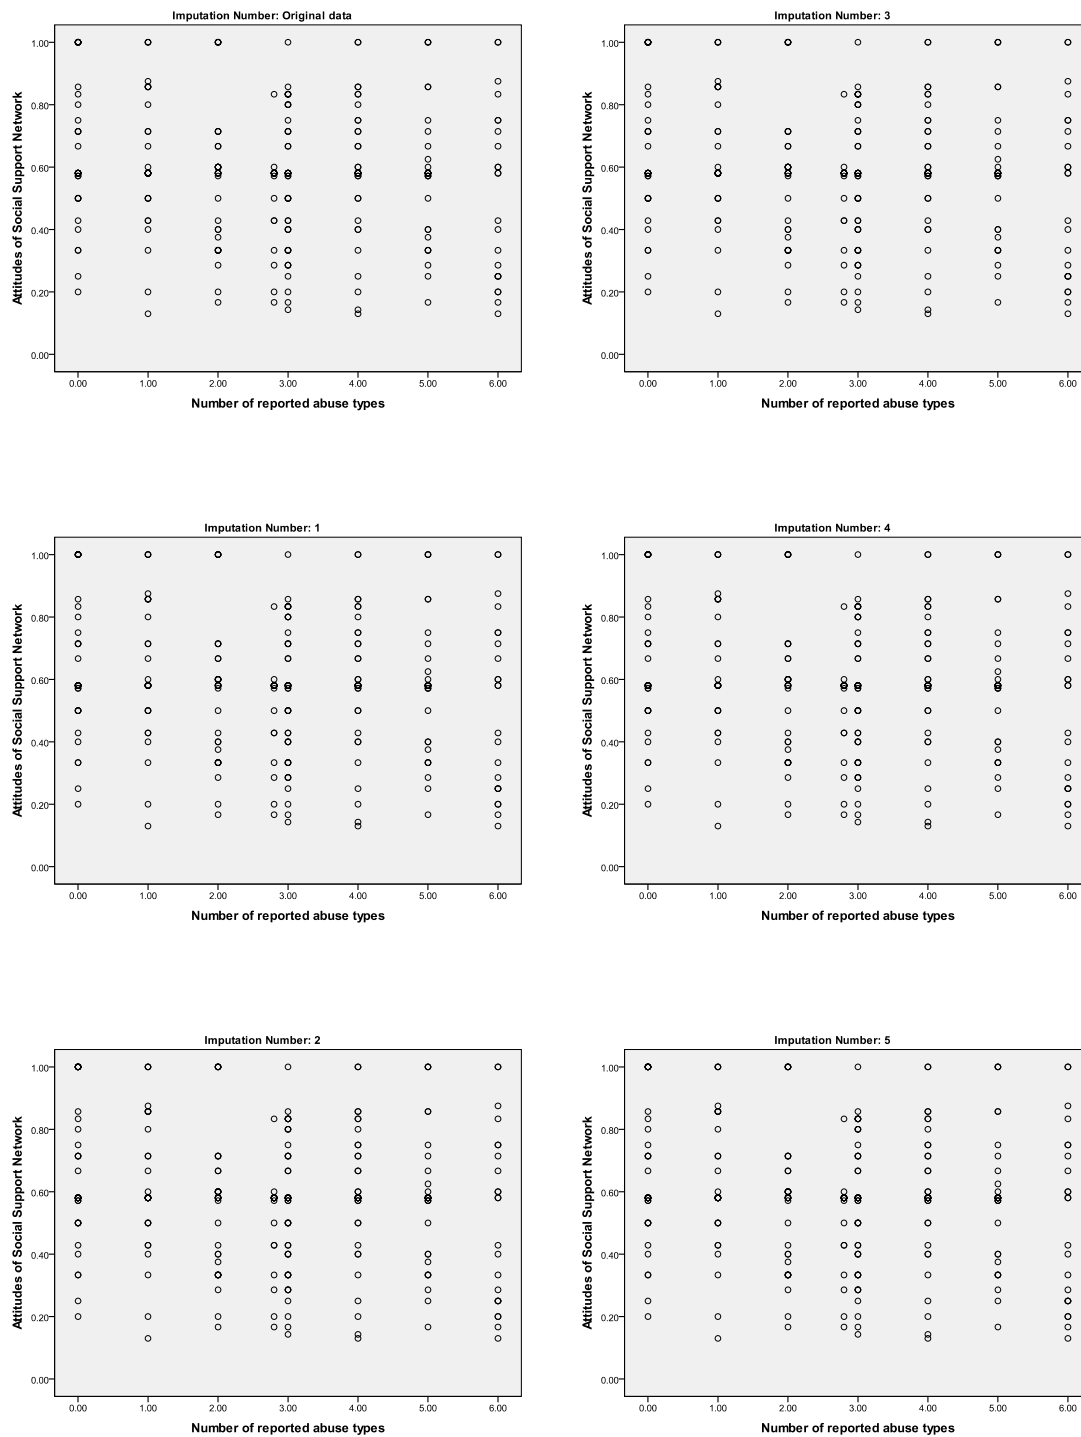 Imputation Number: Original data
1.00
0.80
0.60
0.40
0.20
0.00
Attitudes of Social Support Network
0.00 1.00 2.00 3.00 4.00 5.00 6.00
Number of reported abuse types
Imputation Number: 3
1.00
0.80
0.60
0.40
0.20
0.00
Attitudes of Social Support Network
0.00 1.00 2.00 3.00 4.00 5.00 6.00
Number of reported abuse types
Imputation Number: 1
1.00
0.80
0.60
0.40
0.20
0.00
Attitudes of Social Support Network
0.00 1.00 2.00 3.00 4.00 5.00 6.00
Number of reported abuse types
Imputation Number: 4
1.00
0.80
0.60
0.40
0.20
0.00
Attitudes of Social Support Network
0.00 1.00 2.00 3.00 4.00 5.00 6.00
Number of reported abuse types
Imputation Number: 2
1.00
0.80
0.60
0.40
0.20
0.00
Attitudes of Social Support Network
0.00 1.00 2.00 3.00 4.00 5.00 6.00
Number of reported abuse types
Imputation Number: 5
1.00
0.80
0.60
0.40
0.20
0.00
Attitudes of Social Support Network
0.00 1.00 2.00 3.00 4.00 5.00 6.00
Number of reported abuse types